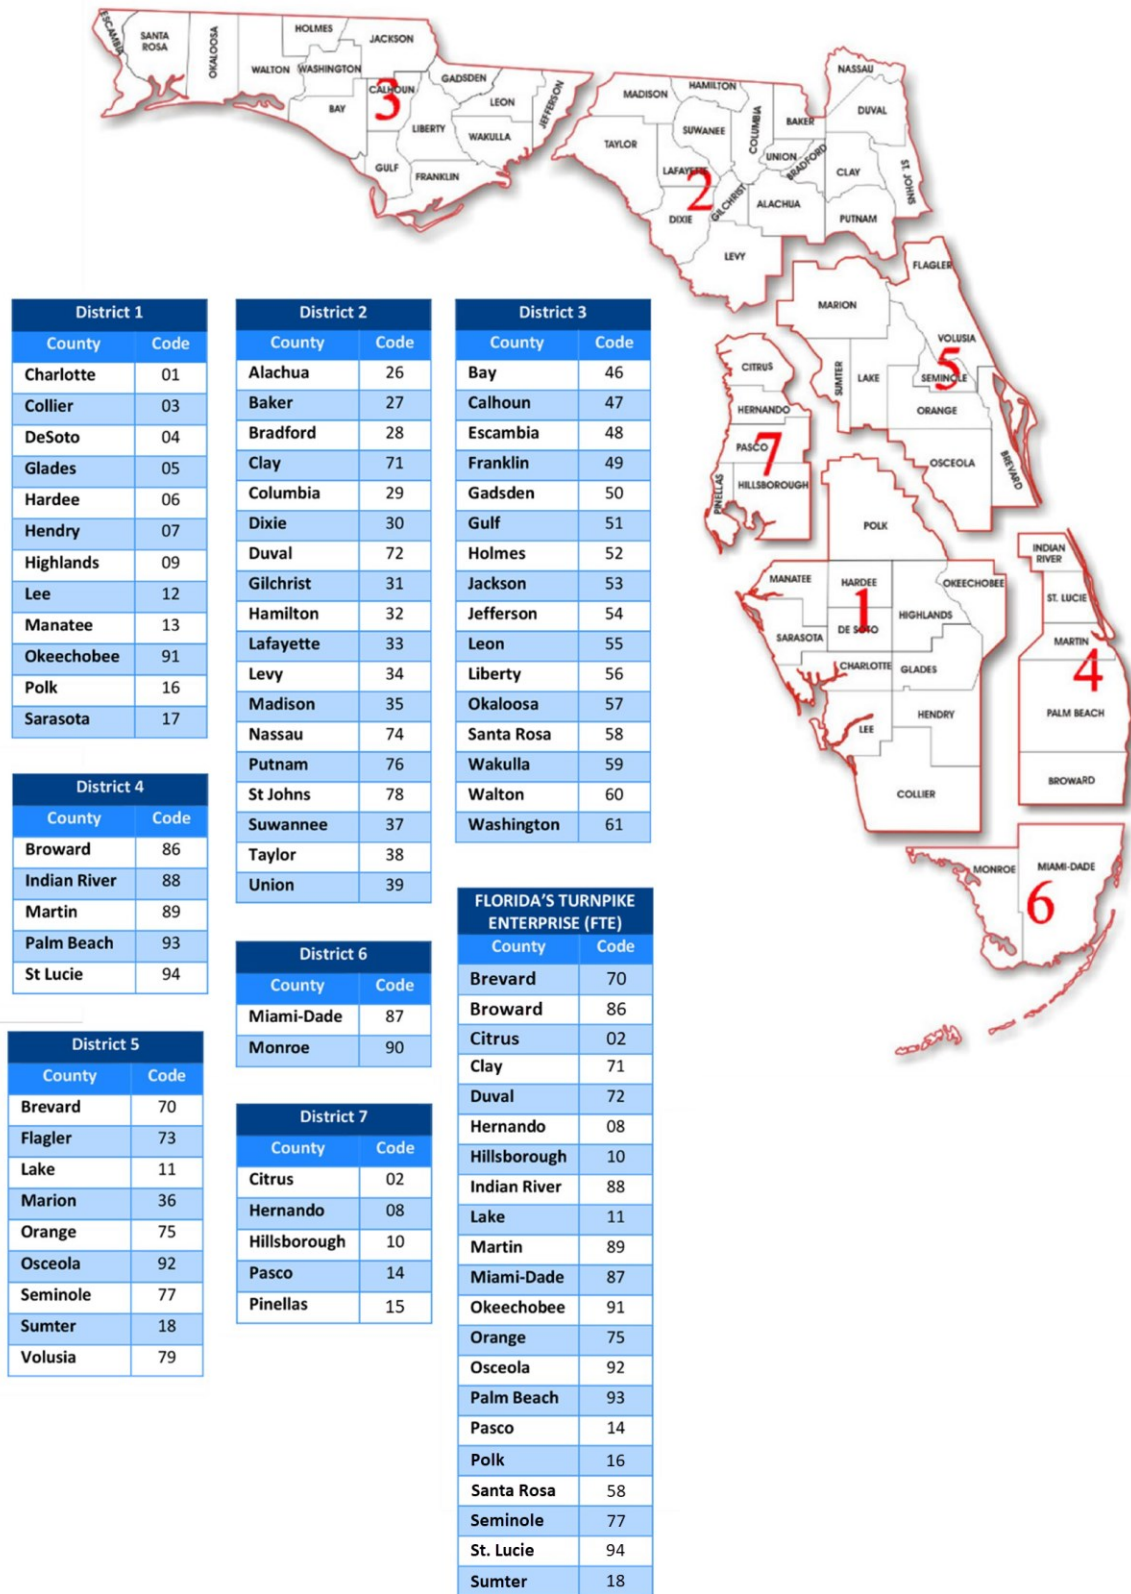 ESCAMBIA
SANTA
ROSA
OKALOOSA
WALTON
HOLMES
WASHINGTON
JACKSON
BAY
CALHOUN
3
GULF
LIBERTY
GADSDEN
LEON
WAKULLA
FRANKLIN
JEFFERSON
MADISON
TAYLOR
HAMILTON
SUWANEE
LAFAYETTE
2
DIXIE
GILCHRIST
LEVY
COLUMBIA
BAKER
UNION
BRADFORD
ALACHUA
NASSAU
DUVAL
CLAY
ST. JOHNS
PUTNAM
FLAGLER
MARION
VOLUSIA
5
SUMTER
LAKE
SEMINOLE
ORANGE
OSCEOLA
BREVARD
CITRUS
HERNANDO
PASCO
7
PINELLAS
HILLSBOROUGH
POLK
MANATEE
HARDEE
OKEECHOBEE
1
HIGHLANDS
SARASOTA
DE SOTO
CHARLOTTE
GLADES
LEE
HENDRY
COLLIER
INDIAN
RIVER
ST. LUCIE
MARTIN
4
PALM BEACH
BROWARD
MONROE
MIAMI-DADE
6
District 1
County Code
Charlotte 01
Collier 03
DeSoto 04
Glades 05
Hardee 06
Hendry 07
Highlands 09
Lee 12
Manatee 13
Okeechobee 91
Polk 16
Sarasota 17
District 2
County Code
Alachua 26
Baker 27
Bradford 28
Clay 71
Columbia 29
Dixie 30
Duval 72
Gilchrist 31
Hamilton 32
Lafayette 33
Levy 34
Madison 35
Nassau 74
Putnam 76
St Johns 78
Suwannee 37
Taylor 38
Union 39
District 3
County Code
Bay 46
Calhoun 47
Escambia 48
Franklin 49
Gadsden 50
Gulf 51
Holmes 52
Jackson 53
Jefferson 54
Leon 55
Liberty 56
Okaloosa 57
Santa Rosa 58
Wakulla 59
Walton 60
Washington 61
District 4
County Code
Broward 86
Indian River 88
Martin 89
Palm Beach 93
St Lucie 94
District 5
County Code
Brevard 70
Flagler 73
Lake 11
Marion 36
Orange 75
Osceola 92
Seminole 77
Sumter 18
Volusia 79
District 6
County Code
Miami-Dade 87
Monroe 90
District 7
County Code
Citrus 02
Hernando 08
Hillsborough 10
Pasco 14
Pinellas 15
FLORIDA'S TURNPIKE
ENTERPRISE (FTE)
County Code
Brevard 70
Broward 86
Citrus 02
Clay 71
Duval 72
Hernando 08
Hillsborough 10
Indian River 88
Lake 11
Martin 89
Miami-Dade 87
Okeechobee 91
Orange 75
Osceola 92
Palm Beach 93
Pasco 14
Polk 16
Santa Rosa 58
Seminole 77
St. Lucie 94
Sumter 18